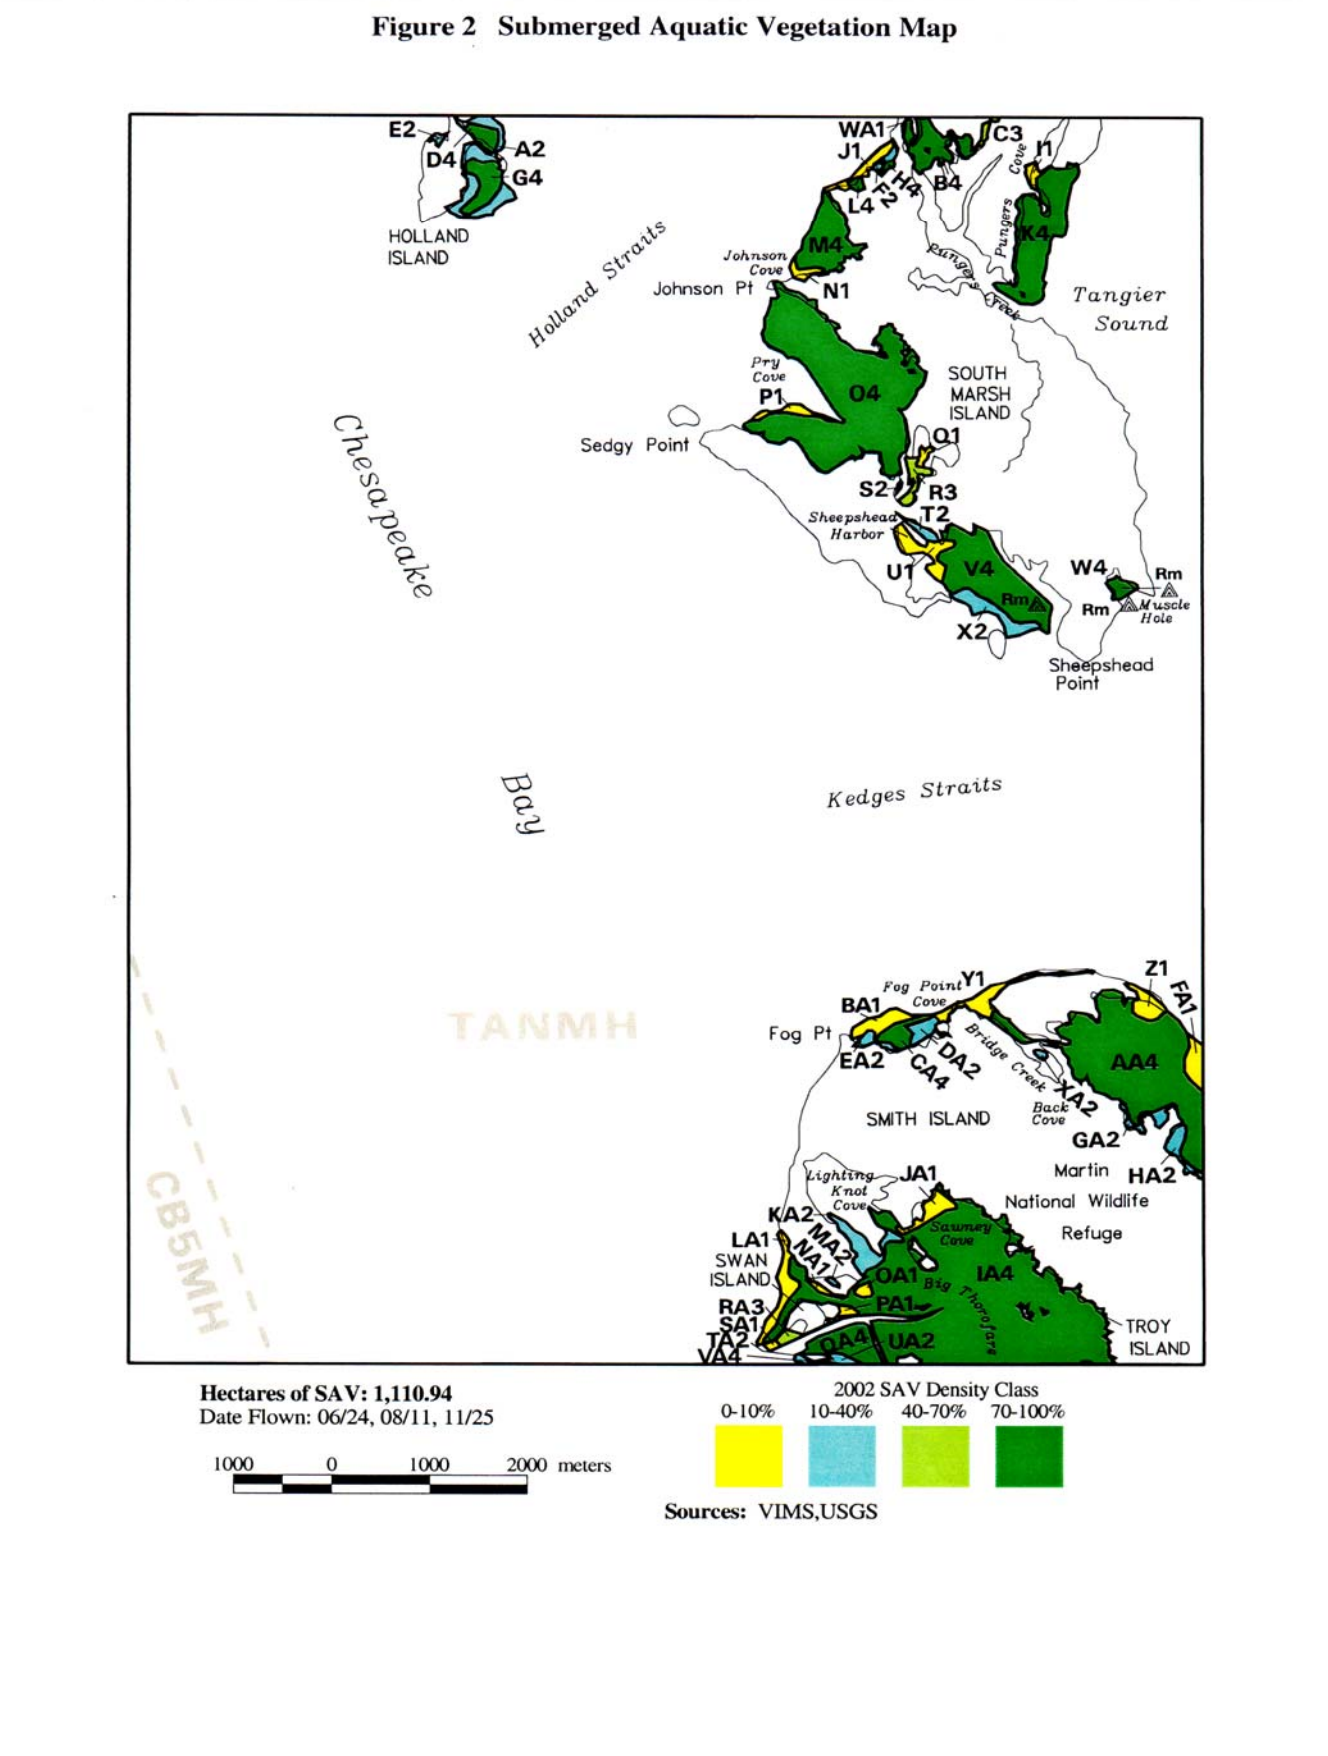 Figure 2 Submerged Aquatic Vegetation Map
E2
D4
A2
G4
HOLLAND
ISLAND
Holland Straits
WA1
J1
L4
F2
H4
B4
C3
Cove
I1
Pungers
K4
M4
Johnson
Cove
N1
Johnson Pt
Pungers
Creek
Tangier
Sound
Pry
Cove
P1
O4
SOUTH
MARSH
ISLAND
Sedgy Point
Q1
S2
R3
T2
Sheepshead
Harbor
U1
V4
Rm
X2
W4
Rm
Rm
Muscle
Hole
Sheepshead
Point
Chesapeake
Bay
Kedges Straits
TANMH
CB5MH
Z1
FA1
Y1
Fog Point
Cove
BA1
Fog Pt
EA2
CA4
DA2
Bridge Creek
XA2
AA4
Back
Cove
SMITH ISLAND
GA2
HA2
Martin
National Wildlife
Refuge
Lighting
Knot
Cove
JA1
KA2
MA2
NA1
LA1
SWAN
ISLAND
Sawney
Cove
OA1
Big Thorofare
IA4
PA1
RA3
SA1
TA2
VA4
QA4
UA2
TROY
ISLAND
Hectares of SAV: 1,110.94
Date Flown: 06/24, 08/11, 11/25
1000 0 1000 2000 meters
2002 SAV Density Class
0-10% 10-40% 40-70% 70-100%
Sources: VIMS,USGS